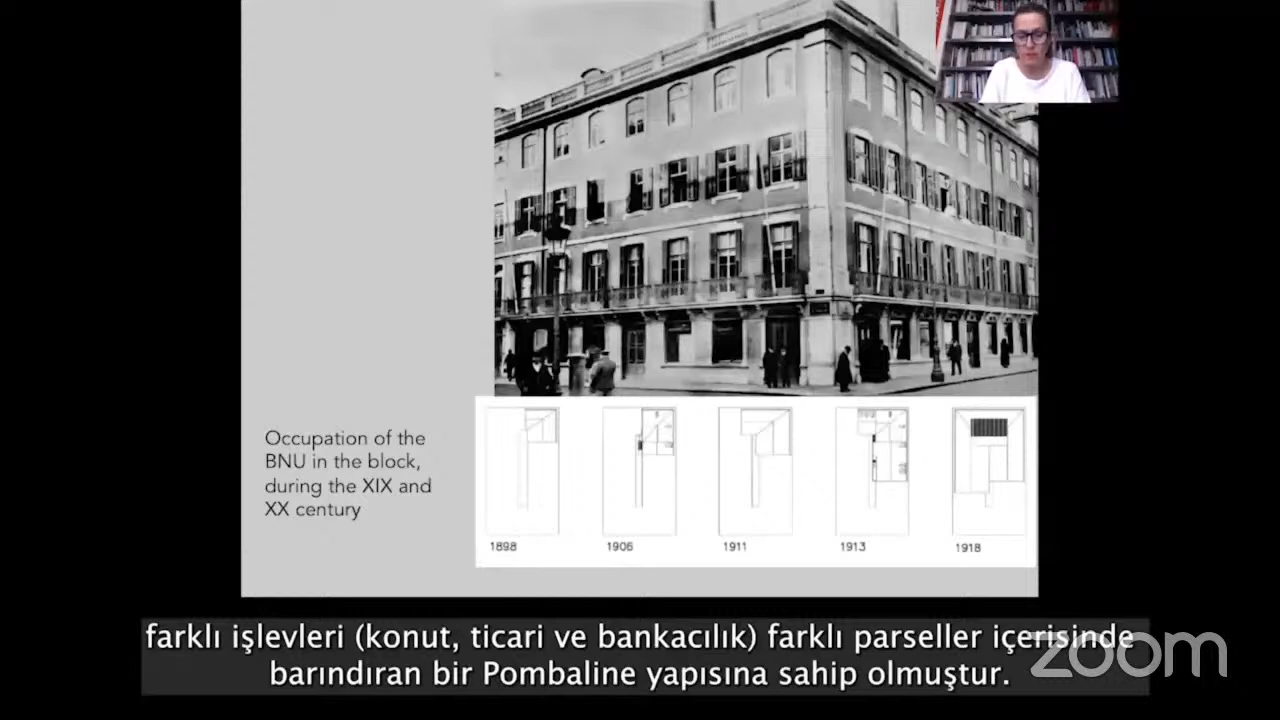 Occupation of the
BNU in the block,
during the XIX and
XX century
1898
1906
1911
1913
1918
farklı işlevleri (konut, ticari ve bankacılık) farklı parseller içerisinde
barındıran bir Pombaline yapısına sahip olmuştur.
zoom